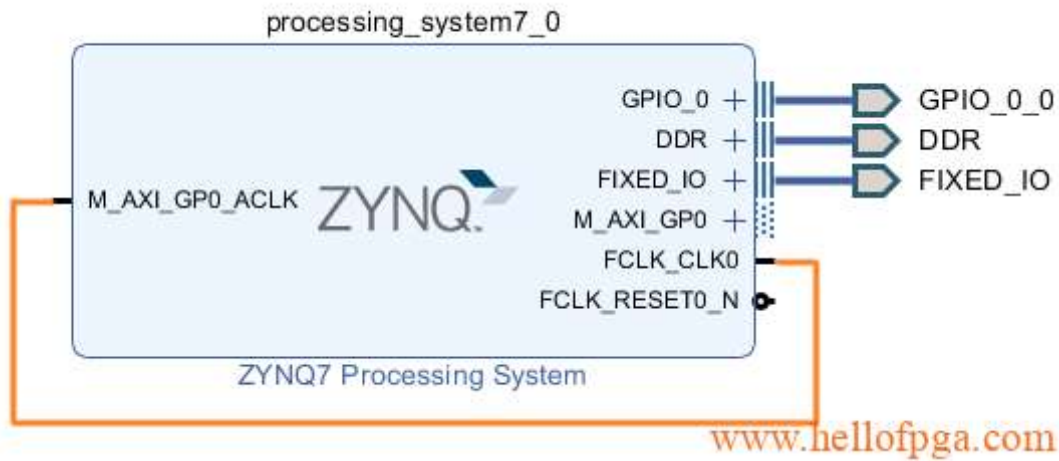 processing_system7_0
GPIO_0
GPIO_0_0
DDR
DDR
FIXED_IO
FIXED_IO
M_AXI_GP0_ACLK
ZYNQ
M_AXI_GP0
FCLK_CLK0
FCLK_RESET0_N
ZYNQ7 Processing System
www.hellofpga.com